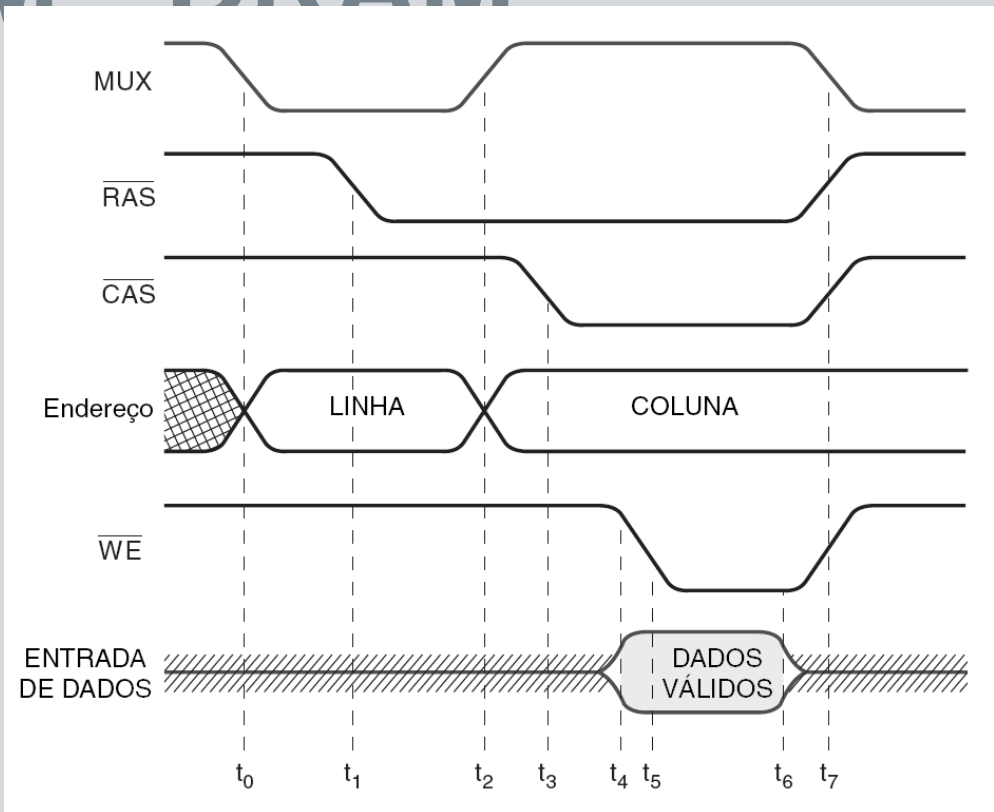 MUX
RAS
CAS
Endereço
LINHA
COLUNA
WE
ENTRADA
DE DADOS
DADOS
VÁLIDOS
t0 t1 t2 t3 t4 t5 t6 t7